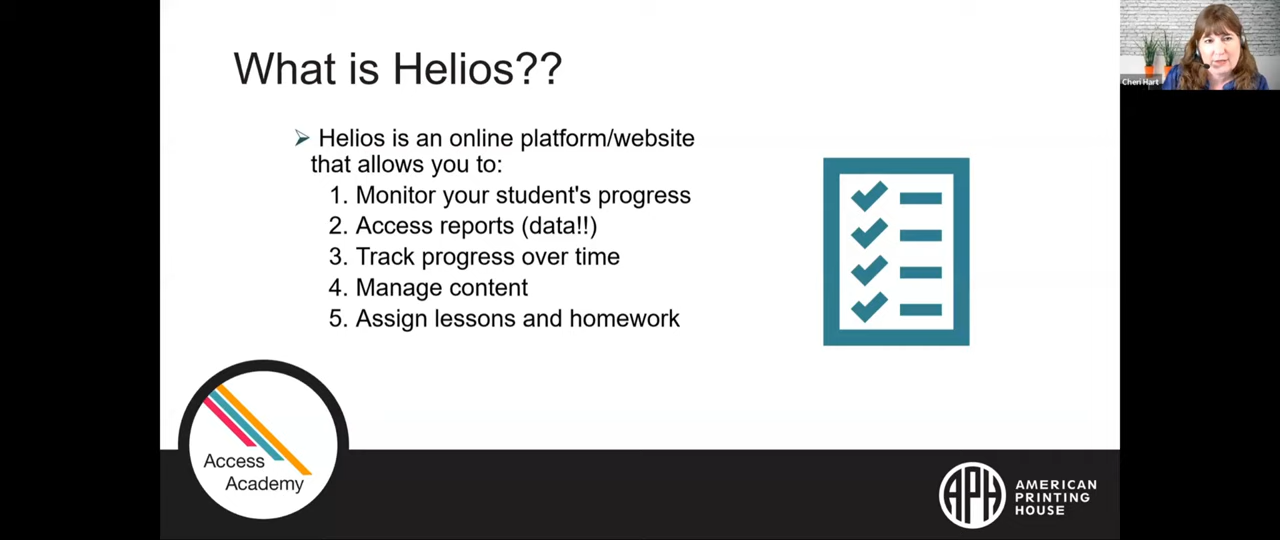 What is Helios??
Cheri Hart
➢ Helios is an online platform/website
that allows you to:
1. Monitor your student's progress
2. Access reports (data!!)
3. Track progress over time
4. Manage content
5. Assign lessons and homework
Access
Academy
APH
AMERICAN
PRINTING
HOUSE